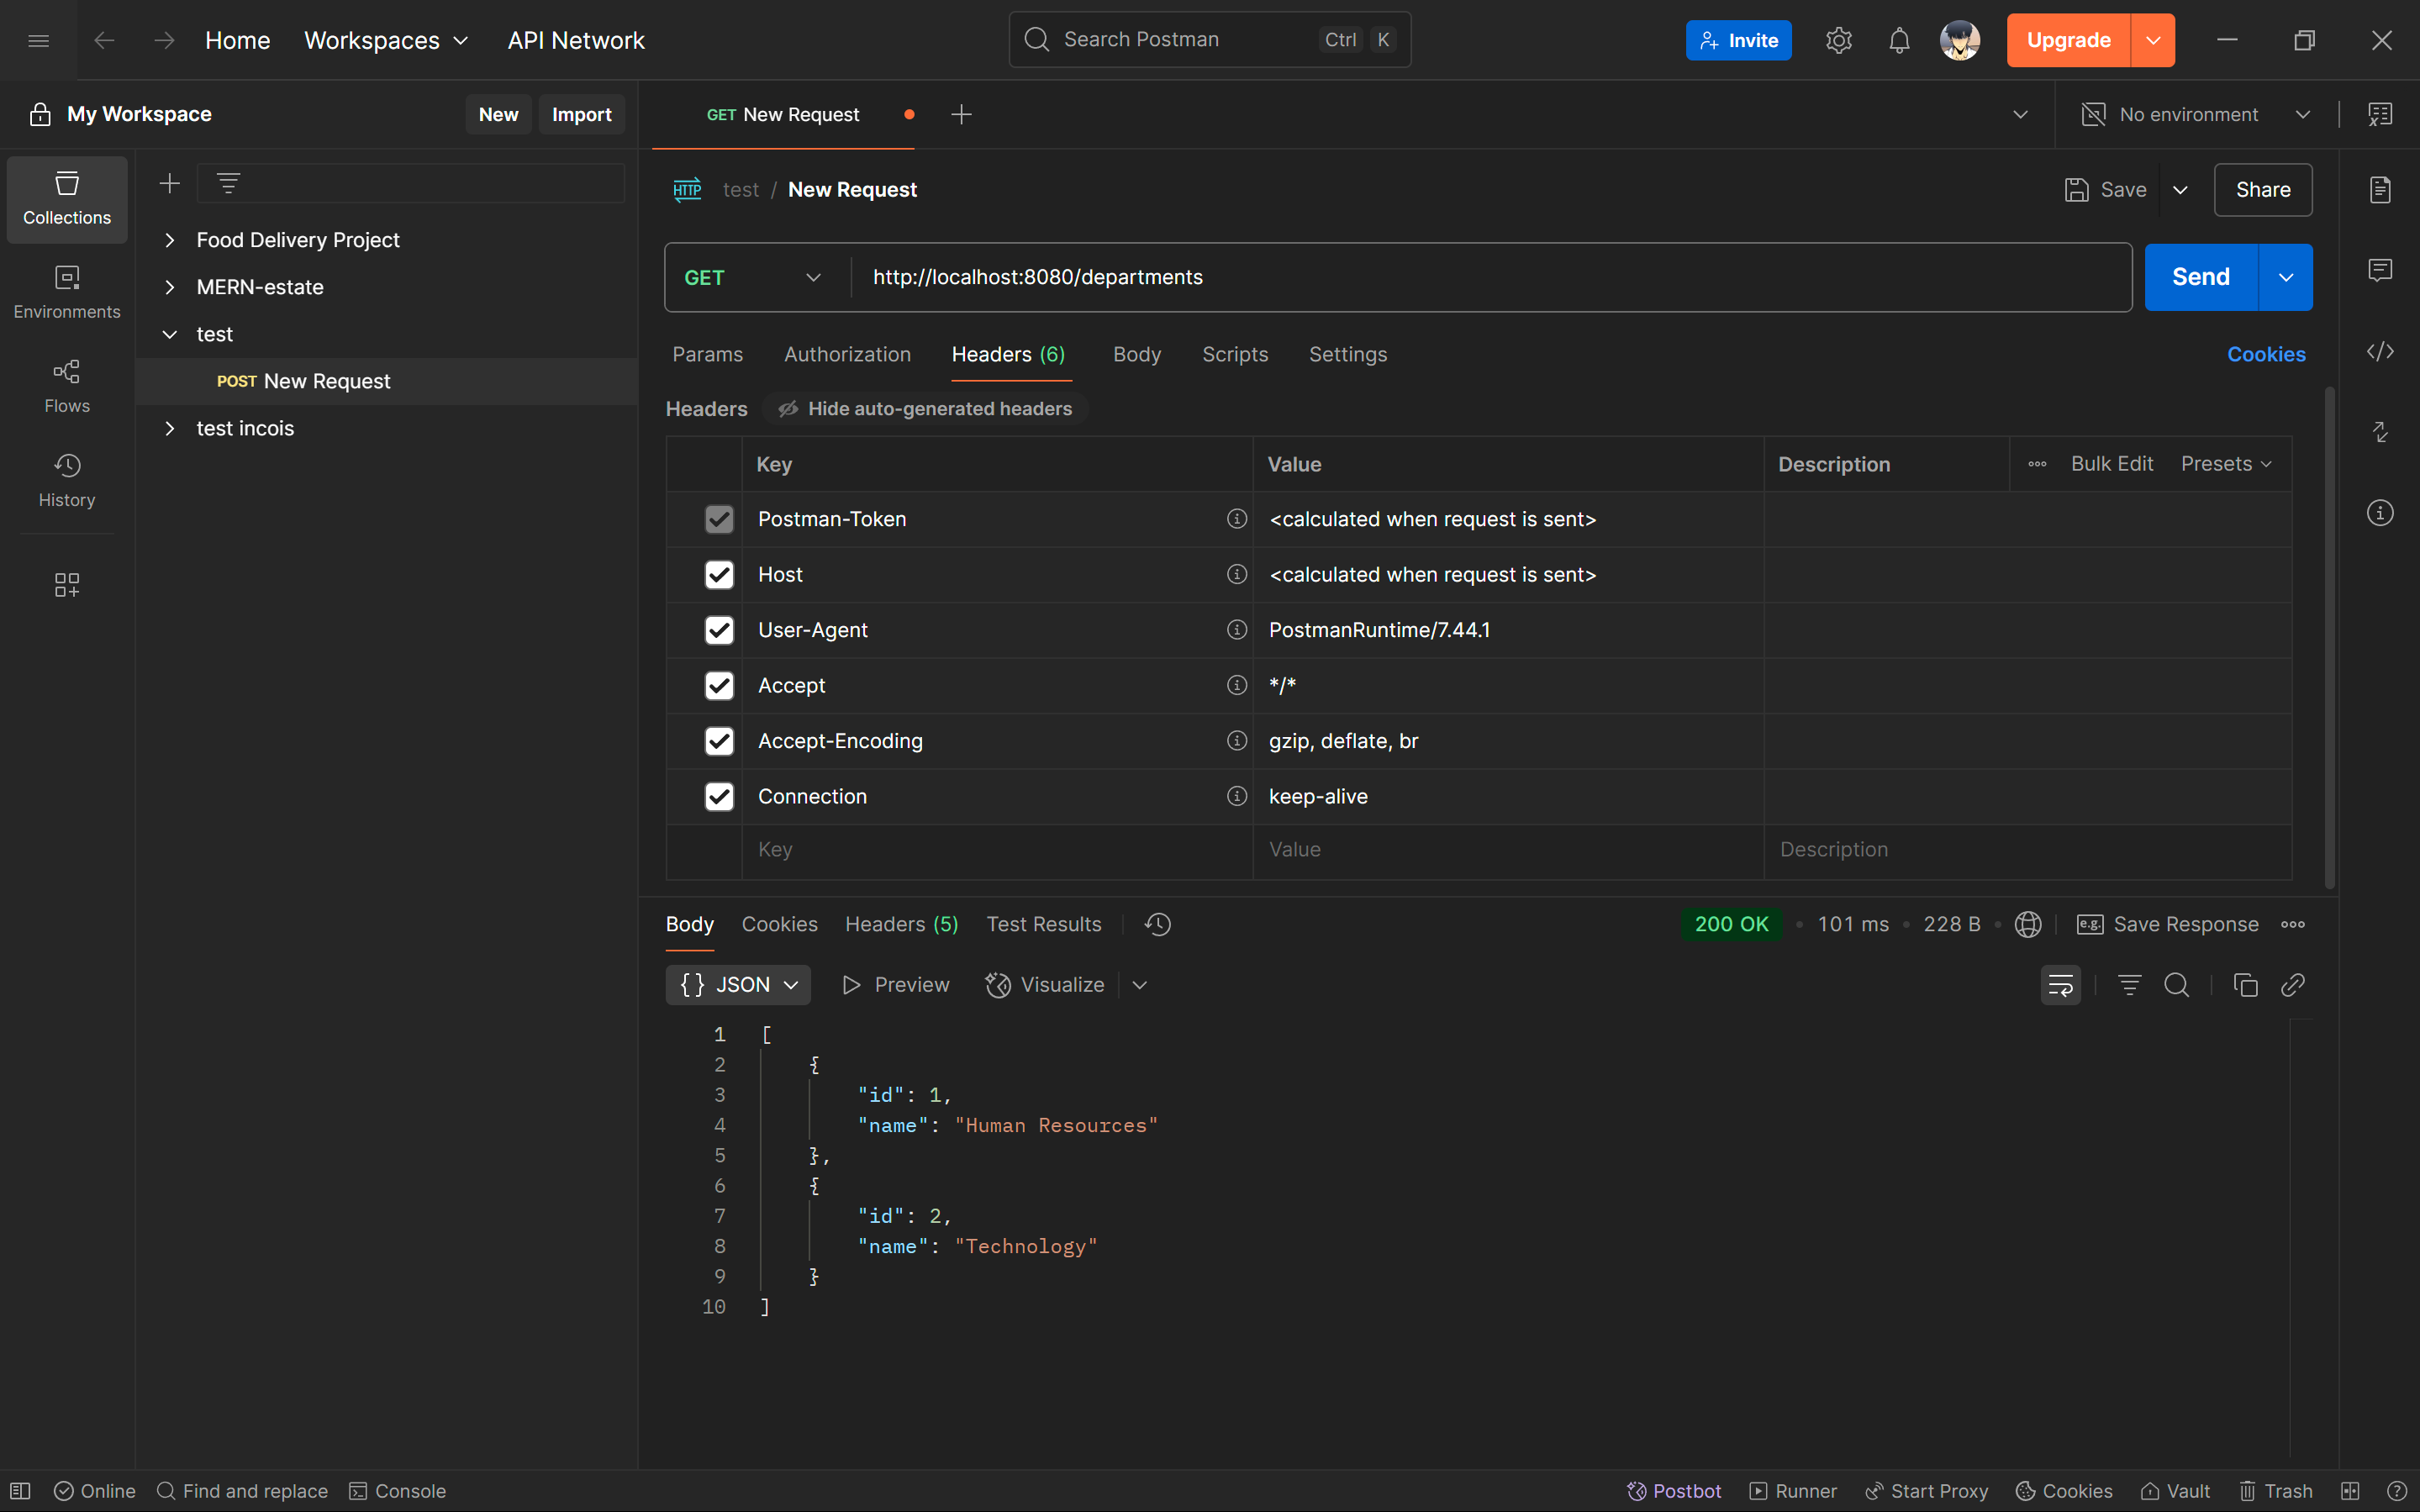 Home Workspaces API Network Search Postman Ctrl K Invite Upgrade
My Workspace New Import GET New Request No environment
Collections
Environments
Flows
History
Food Delivery Project
MERN-estate
test
POST New Request
test incois
HTTP test / New Request Save Share
GET http://localhost:8080/departments Send
Params Authorization Headers (6) Body Scripts Settings Cookies
Headers Hide auto-generated headers
Key Value Description Bulk Edit Presets
Postman-Token <calculated when request is sent>
Host <calculated when request is sent>
User-Agent PostmanRuntime/7.44.1
Accept */*
Accept-Encoding gzip, deflate, br
Connection keep-alive
Key Value Description
Body Cookies Headers (5) Test Results 200 OK • 101 ms • 228 B • e.g. Save Response
{} JSON Preview Visualize
1 [
2 {
3 "id": 1,
4 "name": "Human Resources"
5 },
6 {
7 "id": 2,
8 "name": "Technology"
9 }
10 ]
Online Find and replace Console Postbot Runner Start Proxy Cookies Vault Trash